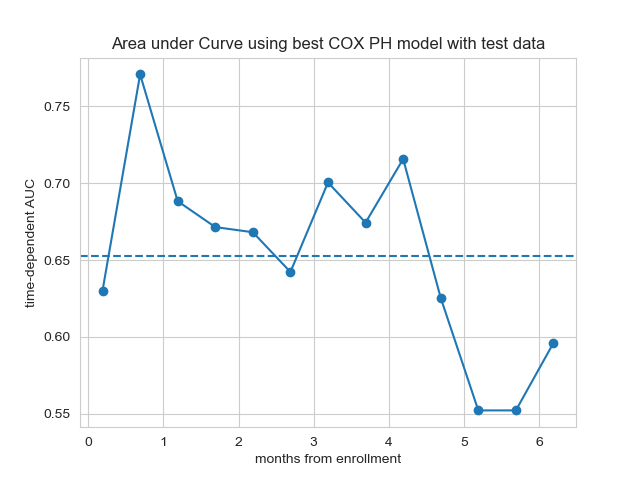 Area under Curve using best COX PH model with test data
time-dependent AUC
0.75
0.70
0.65
0.60
0.55
0 1 2 3 4 5 6
months from enrollment